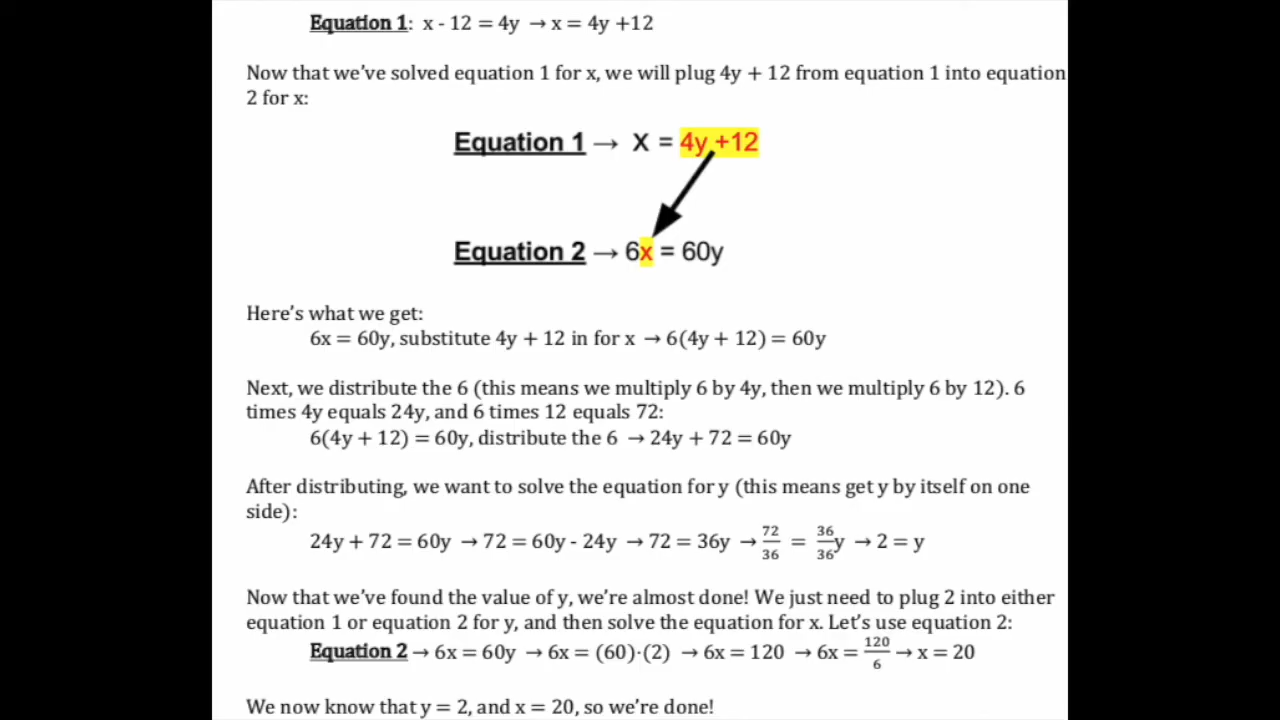 Equation 1: x - 12 = 4y → x = 4y +12
Now that we've solved equation 1 for x, we will plug 4y + 12 from equation 1 into equation
2 for x:
Equation 1 → x = 4y +12
Equation 2 → 6x = 60y
Here's what we get:
6x = 60y, substitute 4y + 12 in for x → 6(4y + 12) = 60y
Next, we distribute the 6 (this means we multiply 6 by 4y, then we multiply 6 by 12). 6
times 4y equals 24y, and 6 times 12 equals 72:
6(4y + 12) = 60y, distribute the 6 → 24y + 72 = 60y
After distributing, we want to solve the equation for y (this means get y by itself on one
side):
24y + 72 = 60y → 72 = 60y - 24y → 72 = 36y → 72/36 = 36/36y → 2 = y
Now that we've found the value of y, we're almost done! We just need to plug 2 into either
equation 1 or equation 2 for y, and then solve the equation for x. Let's use equation 2:
Equation 2 → 6x = 60y → 6x = (60)·(2) → 6x = 120 → 6x = 120/6 → x = 20
We now know that y = 2, and x = 20, so we're done!